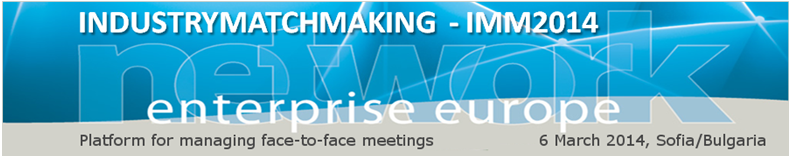 INDUSTRYMATCHMAKING - IMM2014
network
enterprise europe
Platform for managing face-to-face meetings 6 March 2014, Sofia/Bulgaria